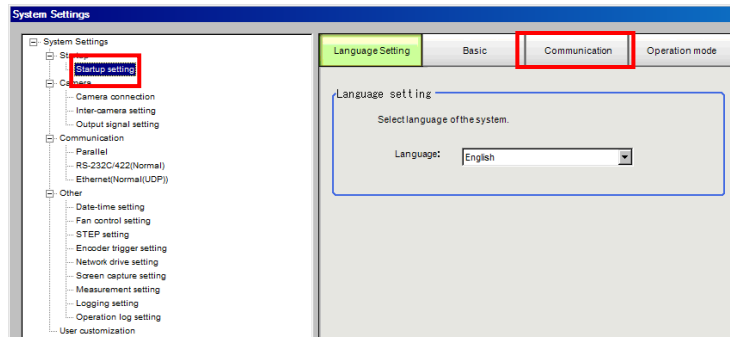 System Settings
System Settings
Startup
Startup setting
Camera
Camera connection
Inter-camera setting
Output signal setting
Communication
Parallel
RS-232C/422(Normal)
Ethernet(Normal(UDP))
Other
Date-time setting
Fan control setting
STEP setting
Encoder trigger setting
Network drive setting
Screen capture setting
Measurement setting
Logging setting
Operation log setting
User customization
Language Setting Basic Communication Operation mode
Language setting
Select language of the system.
Language: English